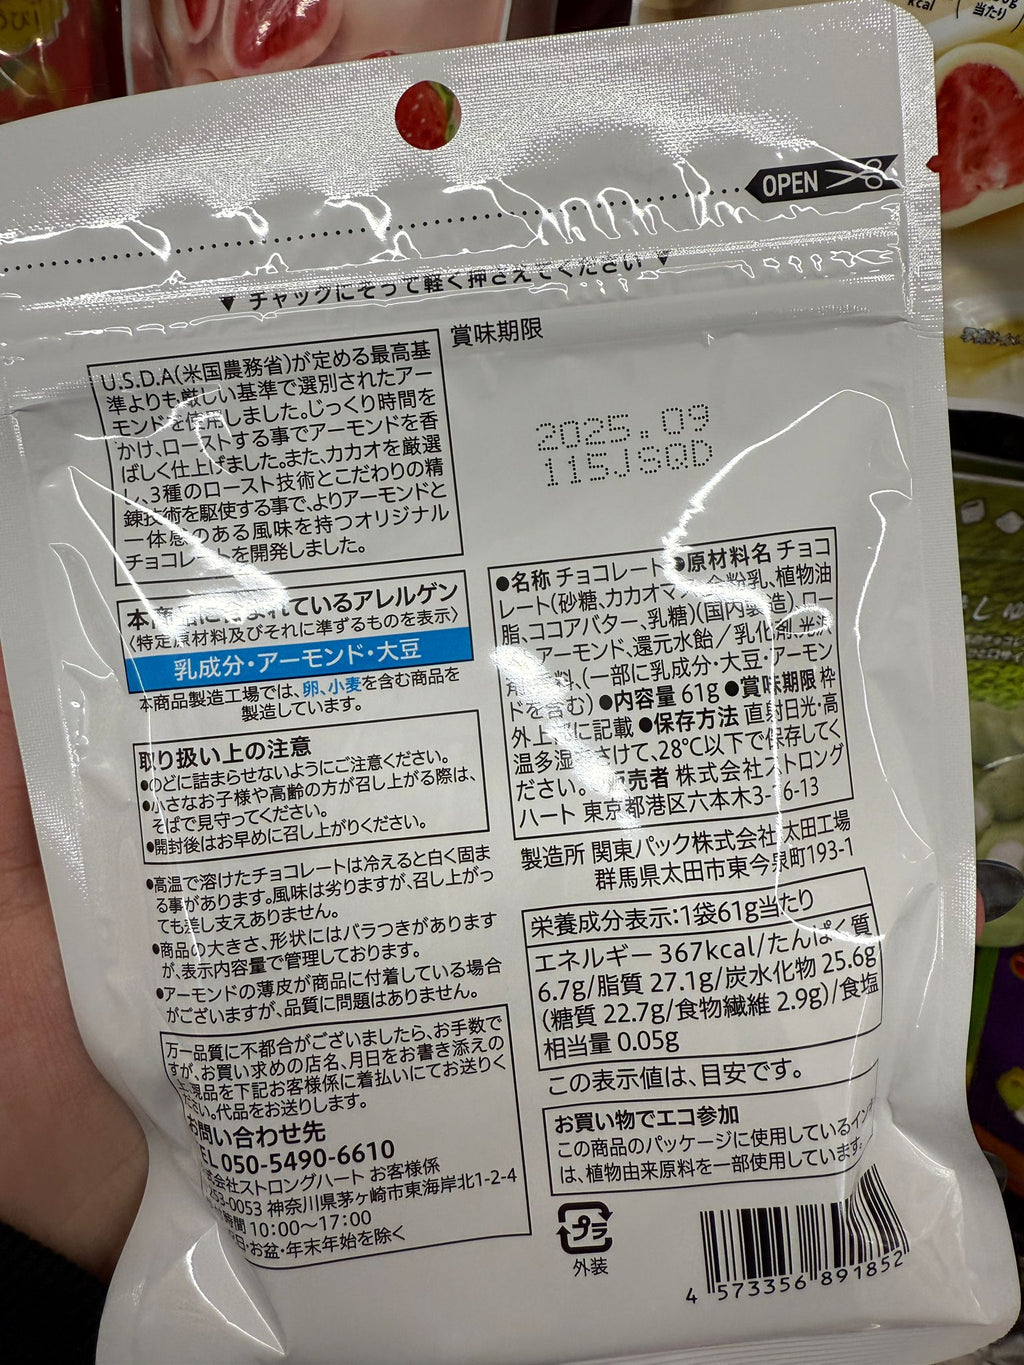 OPEN
▼ チャックにそって軽く押さえてください ▼
賞味期限
2025.09
115JSQD
U.S.D.A(米国農務省)が定める最高基
準よりも厳しい基準で選別されたアー
モンドを使用しました。じっくり時間を
かけ、ローストする事でアーモンドを香
ばしく仕上げました。また、カカオを厳選
し、3種のロースト技術とこだわりの精
錬技術を駆使する事で、よりアーモンドと
一体感のある風味を持つオリジナル
チョコレートを開発しました。
本商品に含まれているアレルゲン
〈特定原材料及びそれに準ずるものを表示〉
乳成分・アーモンド・大豆
本商品製造工場では、卵、小麦を含む商品を
製造しています。
取り扱い上の注意
●のどに詰まらせないようにご注意ください。
●小さなお子様や高齢の方が召し上がる際は、
そばで見守ってください。
●開封後はお早めに召し上がりください。
●高温で溶けたチョコレートは冷えると白く固ま
る事があります。風味は劣りますが、召し上がっ
ても差し支えありません。
●商品の大きさ、形状にはバラつきがあります
が、表示内容量で管理しております。
●アーモンドの薄皮が商品に付着している場合
がございますが、品質に問題はありません。
万一品質に不都合がございましたら、お手数で
すが、お買い求めの店名、月日をお書き添えの
上、現品を下記お客様係に着払いにてお送りく
ださい。代品をお送りします。
お問い合わせ先
TEL 050-5490-6610
株式会社ストロングハート お客様係
253-0053 神奈川県茅ヶ崎市東海岸北1-2-4
時間 10:00〜17:00
日・お盆・年末年始を除く
●名称 チョコレート ●原材料名 チョコ
レート(砂糖、カカオマス、全粉乳、植物油
脂、ココアバター、乳糖)(国内製造)、ロー
アーモンド、還元水飴／乳化剤、光沢
剤、香料、(一部に乳成分・大豆・アーモン
ドを含む) ●内容量 61g ●賞味期限 枠
外上部に記載 ●保存方法 直射日光・高
温多湿をさけて、28℃以下で保存してく
ださい。●販売者 株式会社ストロング
ハート 東京都港区六本木3-16-13
製造所 関東パック株式会社 太田工場
群馬県太田市東今泉町193-1
栄養成分表示:1袋61g当たり
エネルギー 367kcal/たんぱく質
6.7g/脂質 27.1g/炭水化物 25.6g
(糖質 22.7g/食物繊維 2.9g)/食塩
相当量 0.05g
この表示値は、目安です。
お買い物でエコ参加
この商品のパッケージに使用しているインキ
は、植物由来原料を一部使用しています。
プラ
外装
4 573356 891852
kcal
当たり